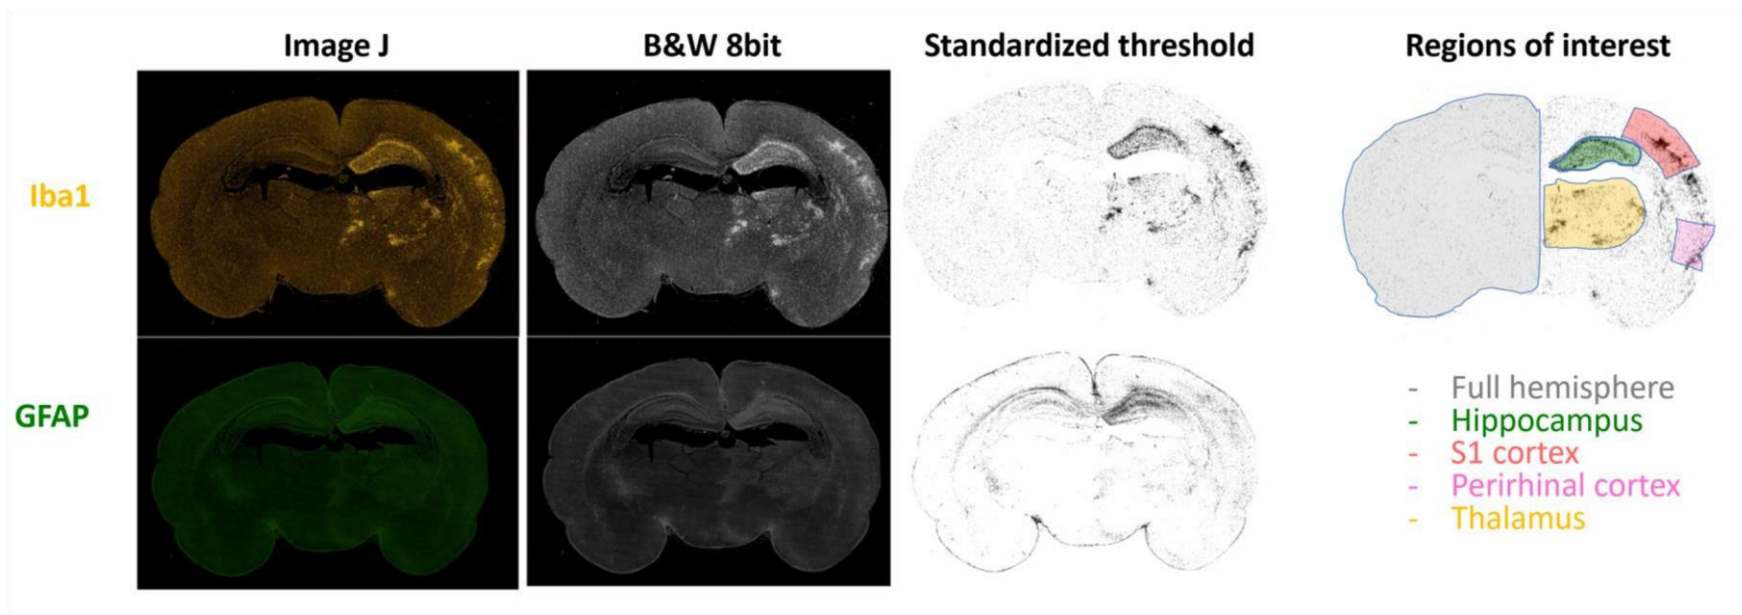 Image J
B&W 8bit
Standardized threshold
Regions of interest
Iba1
GFAP
- Full hemisphere
- Hippocampus
- S1 cortex
- Perirhinal cortex
- Thalamus